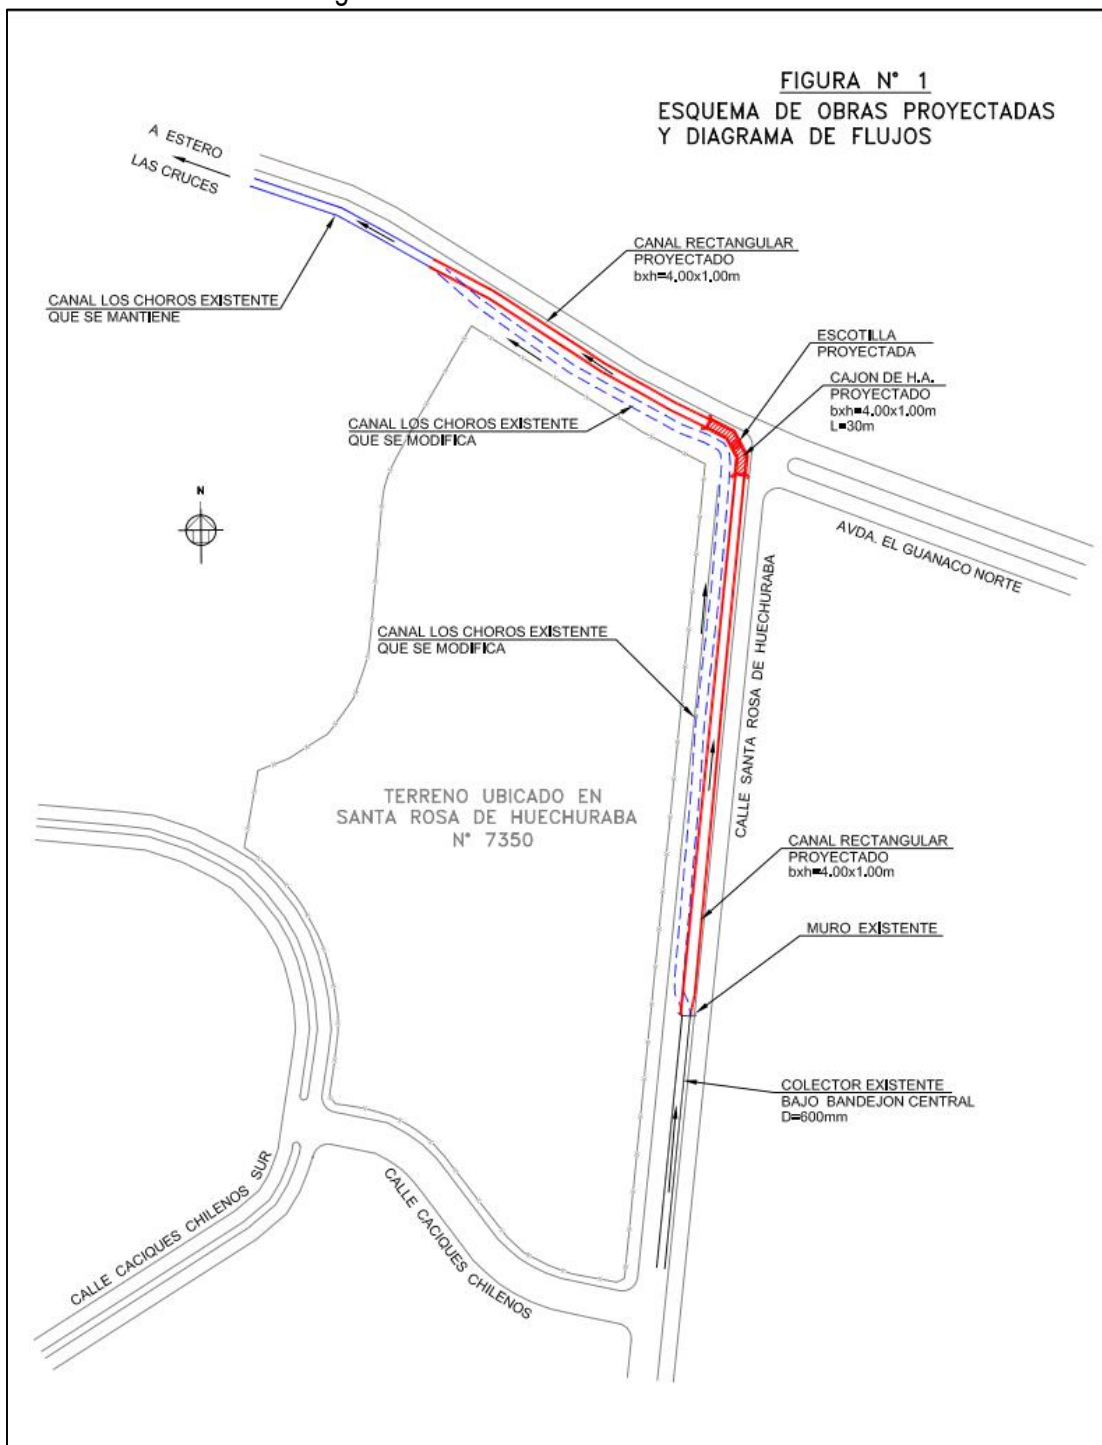 FIGURA N° 1
ESQUEMA DE OBRAS PROYECTADAS
Y DIAGRAMA DE FLUJOS
A ESTERO
LAS CRUCES
CANAL RECTANGULAR
PROYECTADO
bxh=4.00x1.00m
CANAL LOS CHOROS EXISTENTE
QUE SE MANTIENE
ESCOTILLA
PROYECTADA
CAJON DE H.A.
PROYECTADO
bxh=4.00x1.00m
L=30m
CANAL LOS CHOROS EXISTENTE
QUE SE MODIFICA
N
AVDA. EL GUANACO NORTE
CALLE SANTA ROSA DE HUECHURABA
CANAL LOS CHOROS EXISTENTE
QUE SE MODIFICA
TERRENO UBICADO EN
SANTA ROSA DE HUECHURABA
N° 7350
CANAL RECTANGULAR
PROYECTADO
bxh=4.00x1.00m
MURO EXISTENTE
COLECTOR EXISTENTE
BAJO BANDEJON CENTRAL
D=600mm
CALLE CACIQUES CHILENOS SUR
CALLE CACIQUES CHILENOS